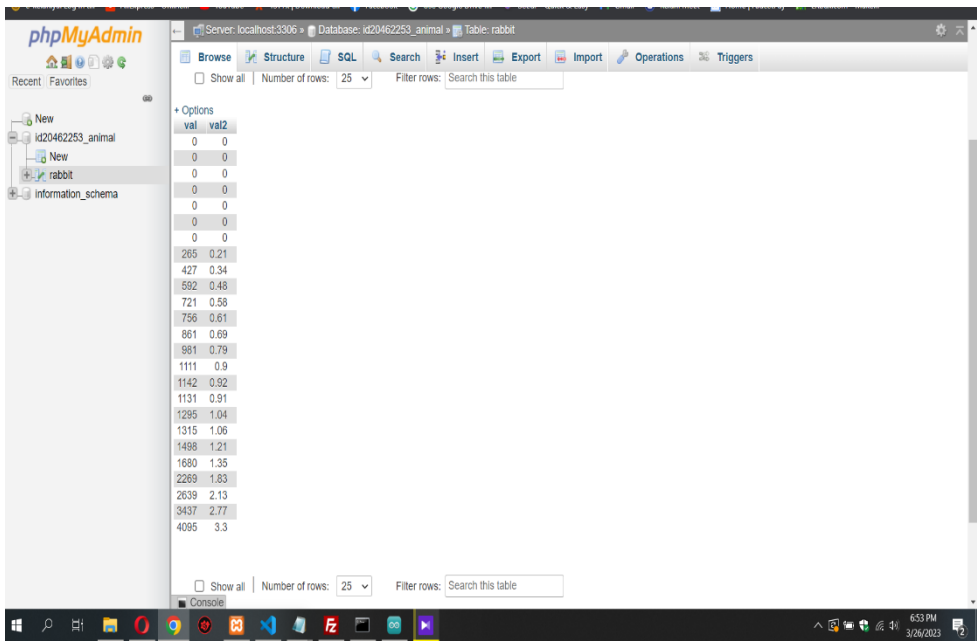 phpMyAdmin
Recent Favorites
New
id20462253_animal
New
rabbit
information_schema
Server: localhost:3306 » Database: id20462253_animal » Table: rabbit
Browse Structure SQL Search Insert Export Import Operations Triggers
Show all | Number of rows: 25 Filter rows: Search this table
+ Options
val val2
0 0
0 0
0 0
0 0
0 0
0 0
0 0
265 0.21
427 0.34
592 0.48
721 0.58
756 0.61
861 0.69
981 0.79
1111 0.9
1142 0.92
1131 0.91
1295 1.04
1315 1.06
1498 1.21
1680 1.35
2269 1.83
2639 2.13
3437 2.77
4095 3.3
Show all | Number of rows: 25 Filter rows: Search this table
Console
6:53 PM
3/26/2023